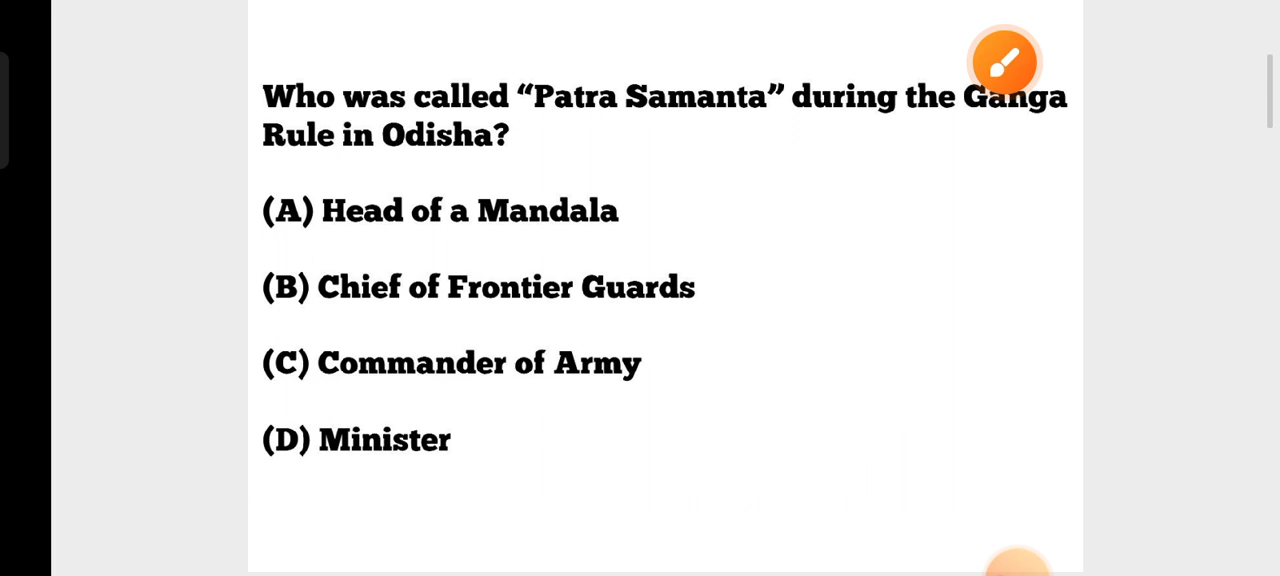 Who was called “Patra Samanta” during the Ganga
Rule in Odisha?
(A) Head of a Mandala
(B) Chief of Frontier Guards
(C) Commander of Army
(D) Minister